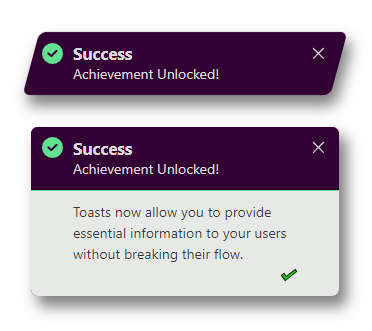 Success
Achievement Unlocked!
Success
Achievement Unlocked!
Toasts now allow you to provide
essential information to your users
without breaking their flow.